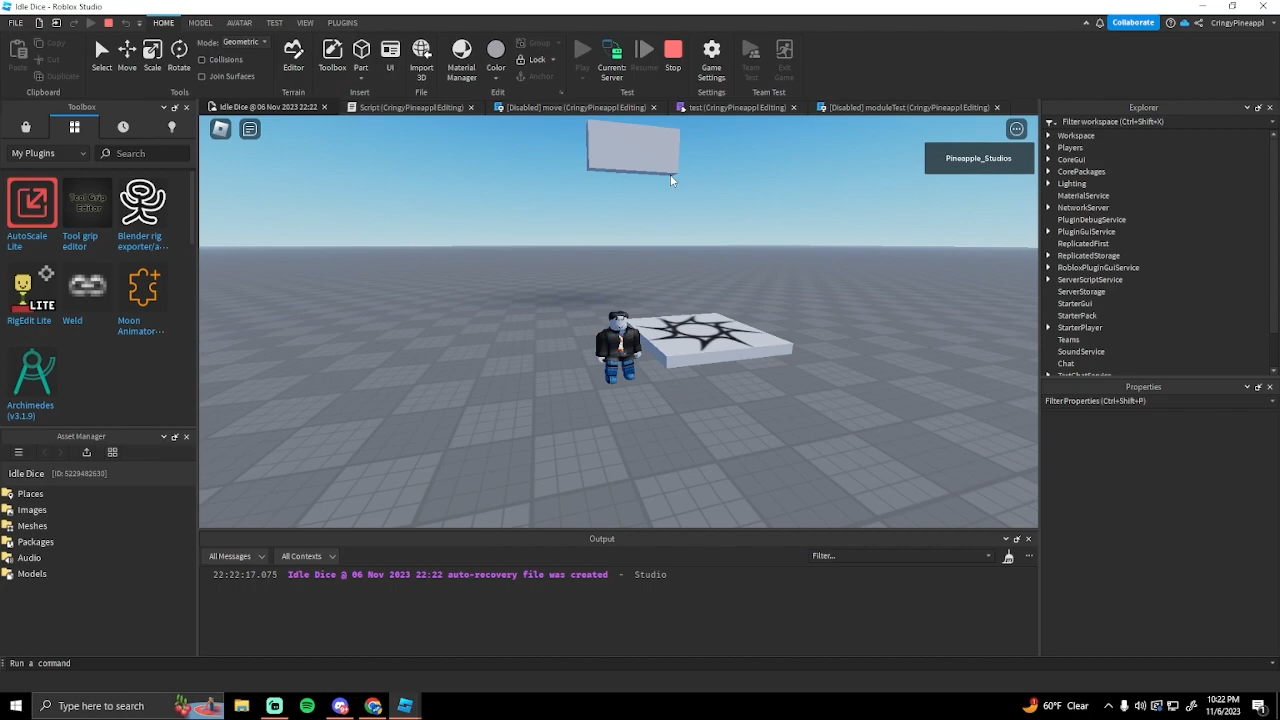 Idle Dice - Roblox Studio
FILE HOME MODEL AVATAR TEST VIEW PLUGINS Collaborate CringyPineappl
Paste Copy Cut Duplicate
Select Move Scale Rotate
Mode: Geometric
Collisions
Join Surfaces
Editor Toolbox Part UI Import 3D Material Manager Color
Group
Lock
Anchor
Play Current: Server Resume Stop Game Settings Team Test Exit Game
Clipboard Tools Terrain Insert File Edit Test Settings Team Test
Toolbox
Idle Dice @ 06 Nov 2023 22:22 Script (CringyPineappl Editing) [Disabled] move (CringyPineappl Editing) test (CringyPineappl Editing) [Disabled] moduleTest (CringyPineappl Editing)
My Plugins Search
AutoScale Lite
Tool Grip Editor
Tool grip editor
Blender rig exporter/a...
LITE
RigEdit Lite
Weld
Moon Animator...
Archimedes (v3.1.9)
Asset Manager
Idle Dice [ID: 5229482630]
Places
Images
Meshes
Packages
Audio
Models
Pineapple_Studios
Explorer
Filter workspace (Ctrl+Shift+X)
Workspace
Players
CoreGui
CorePackages
Lighting
MaterialService
NetworkServer
PluginDebugService
PluginGuiService
ReplicatedFirst
ReplicatedStorage
RobloxPluginGuiService
ServerScriptService
ServerStorage
StarterGui
StarterPack
StarterPlayer
Teams
SoundService
Chat
TextChatService
Properties
Filter Properties (Ctrl+Shift+P)
Output
All Messages All Contexts Filter...
22:22:17.075 Idle Dice @ 06 Nov 2023 22:22 auto-recovery file was created - Studio
Run a command
Type here to search
60°F Clear
10:22 PM
11/6/2023